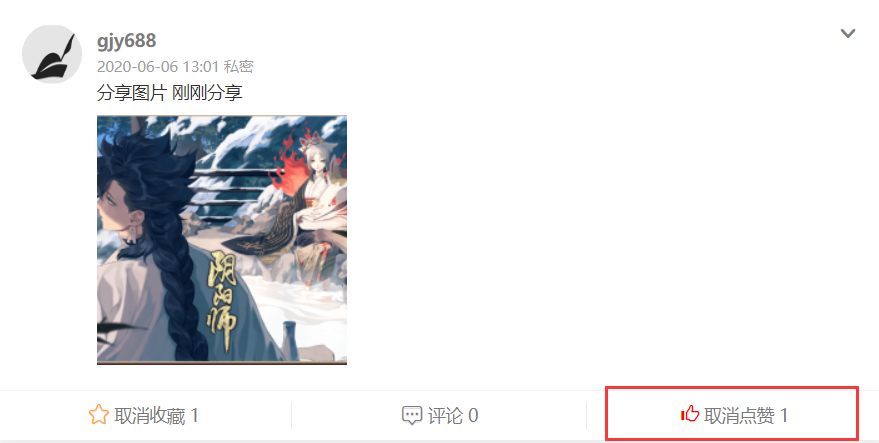 gjy688
2020-06-06 13:01 私密
分享图片 刚刚分享
阴阳师
取消收藏 1
评论 0
取消点赞 1